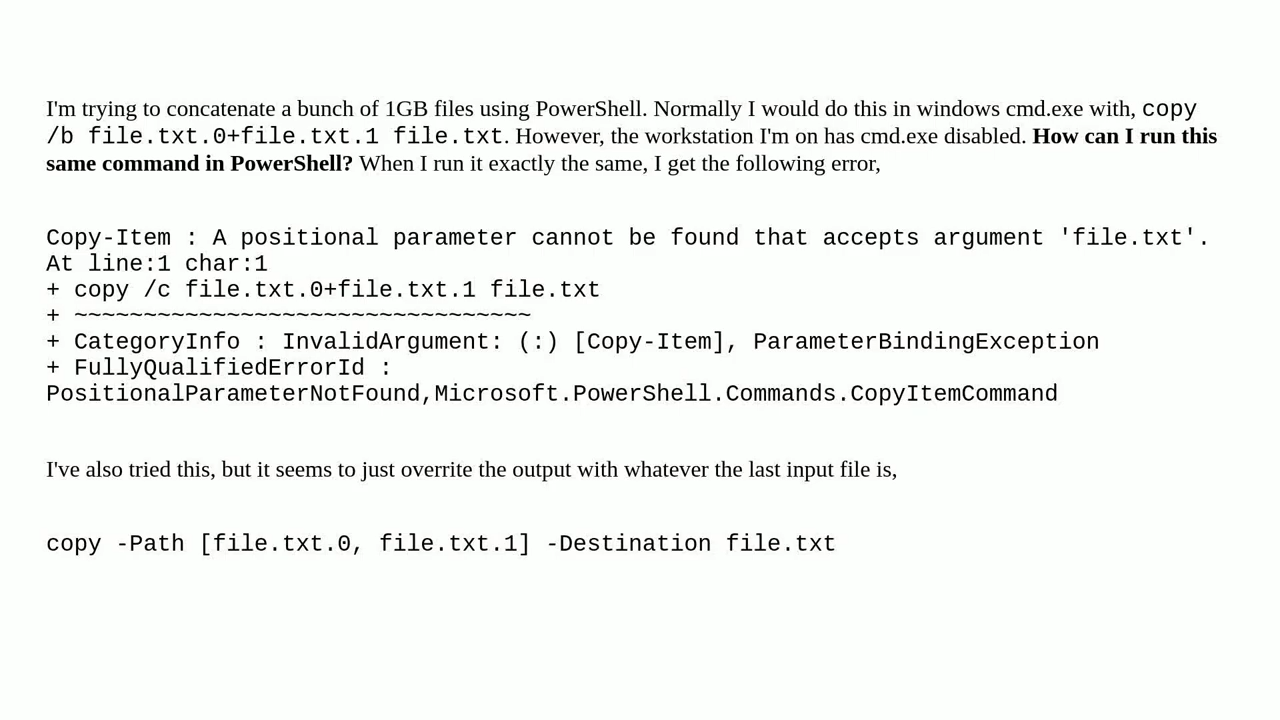 I'm trying to concatenate a bunch of 1GB files using PowerShell. Normally I would do this in windows cmd.exe with, copy
/b file.txt.0+file.txt.1 file.txt. However, the workstation I'm on has cmd.exe disabled. How can I run this
same command in PowerShell? When I run it exactly the same, I get the following error,
Copy-Item : A positional parameter cannot be found that accepts argument 'file.txt'.
At line:1 char:1
+ copy /c file.txt.0+file.txt.1 file.txt
+ ~~~~~~~~~~~~~~~~~~~~~~~~~~~~~~~~~
+ CategoryInfo : InvalidArgument: (:) [Copy-Item], ParameterBindingException
+ FullyQualifiedErrorId :
PositionalParameterNotFound,Microsoft.PowerShell.Commands.CopyItemCommand
I've also tried this, but it seems to just overrite the output with whatever the last input file is,
copy -Path [file.txt.0, file.txt.1] -Destination file.txt